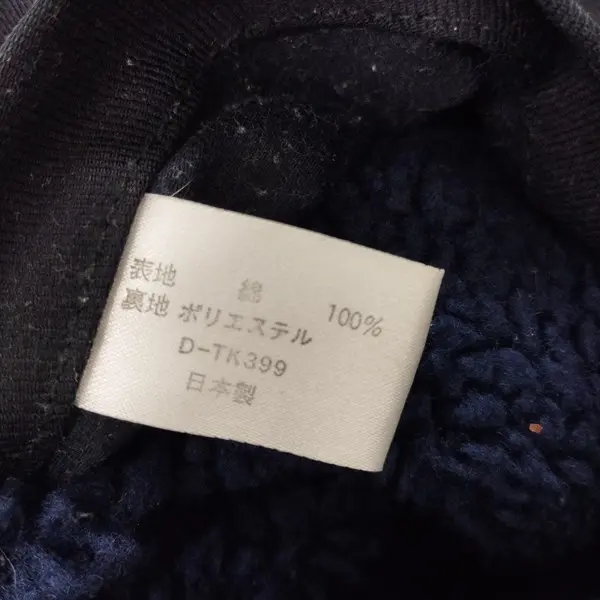 表地 綿 100%
裏地 ポリエステル
D-TK399
日本製